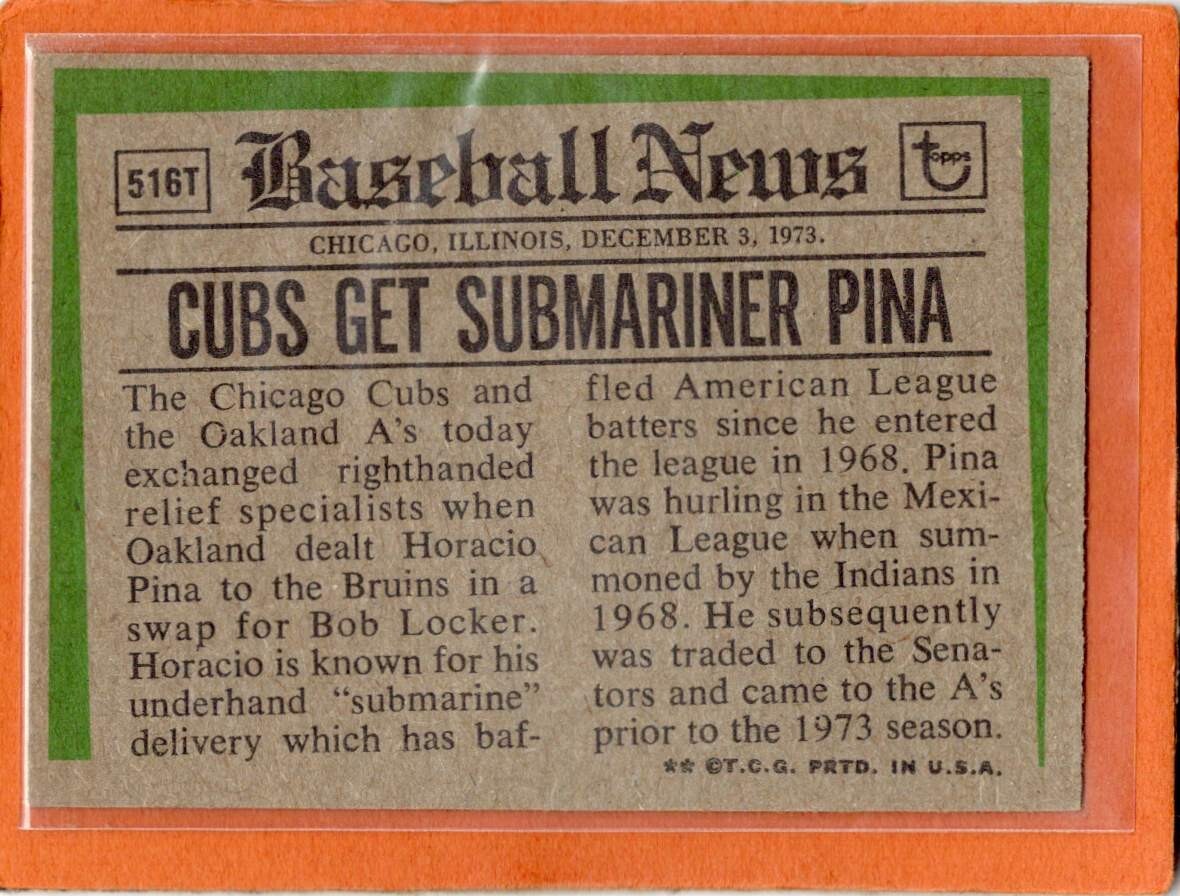 516T
Baseball News
topps
CHICAGO, ILLINOIS, DECEMBER 3, 1973.
CUBS GET SUBMARINER PINA
The Chicago Cubs and
the Oakland A's today
exchanged righthanded
relief specialists when
Oakland dealt Horacio
Pina to the Bruins in a
swap for Bob Locker.
Horacio is known for his
underhand "submarine"
delivery which has baf-
fled American League
batters since he entered
the league in 1968. Pina
was hurling in the Mexi-
can League when sum-
moned by the Indians in
1968. He subsequently
was traded to the Sena-
tors and came to the A's
prior to the 1973 season.
** ©T.C.G. PRTD. IN U.S.A.